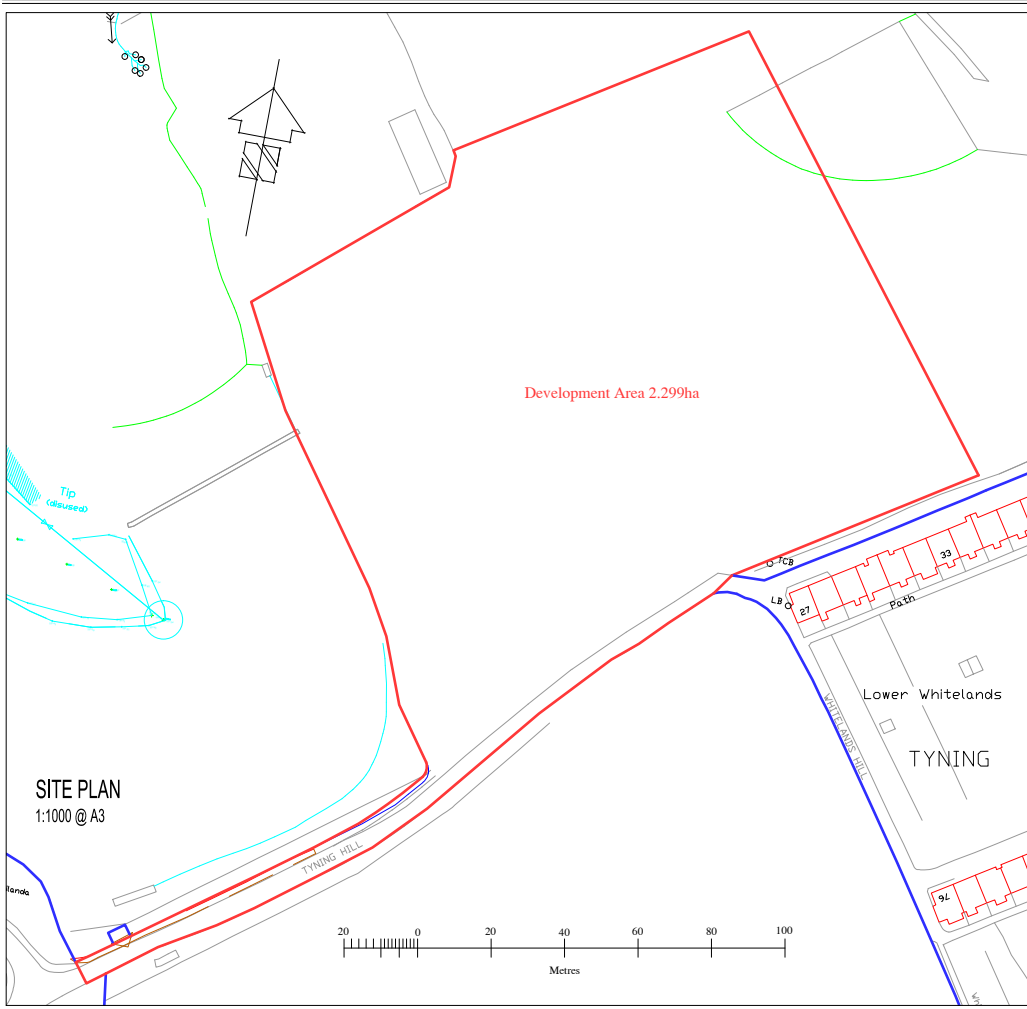 Development Area 2.299ha
Tip
(disused)
TCB
33
LB
27
Path
Lower Whitelands
WHITELANDS HILL
TYNING
SITE PLAN
1:1000 @ A3
TYNING HILL
76
20 0 20 40 60 80 100
Metres